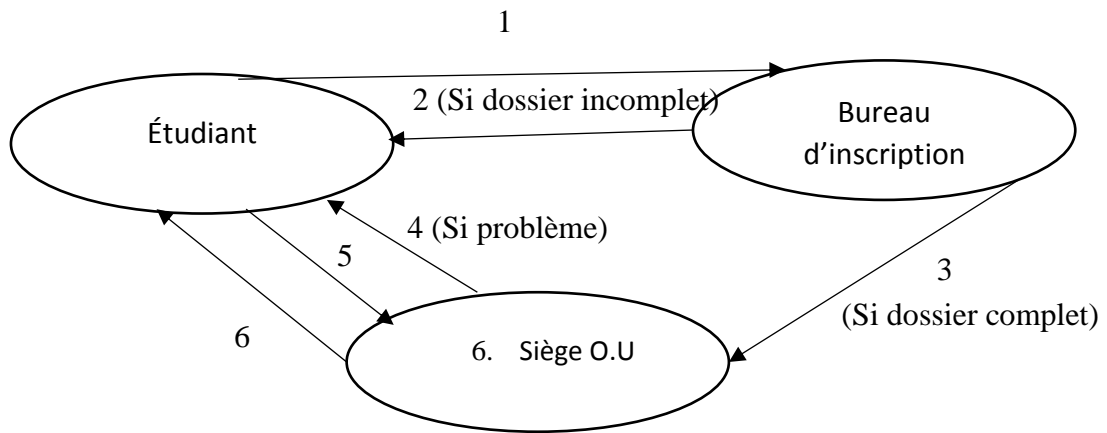 1
2 (Si dossier incomplet)
Étudiant
Bureau
d’inscription
4 (Si problème)
5
3
(Si dossier complet)
6
6. Siège O.U